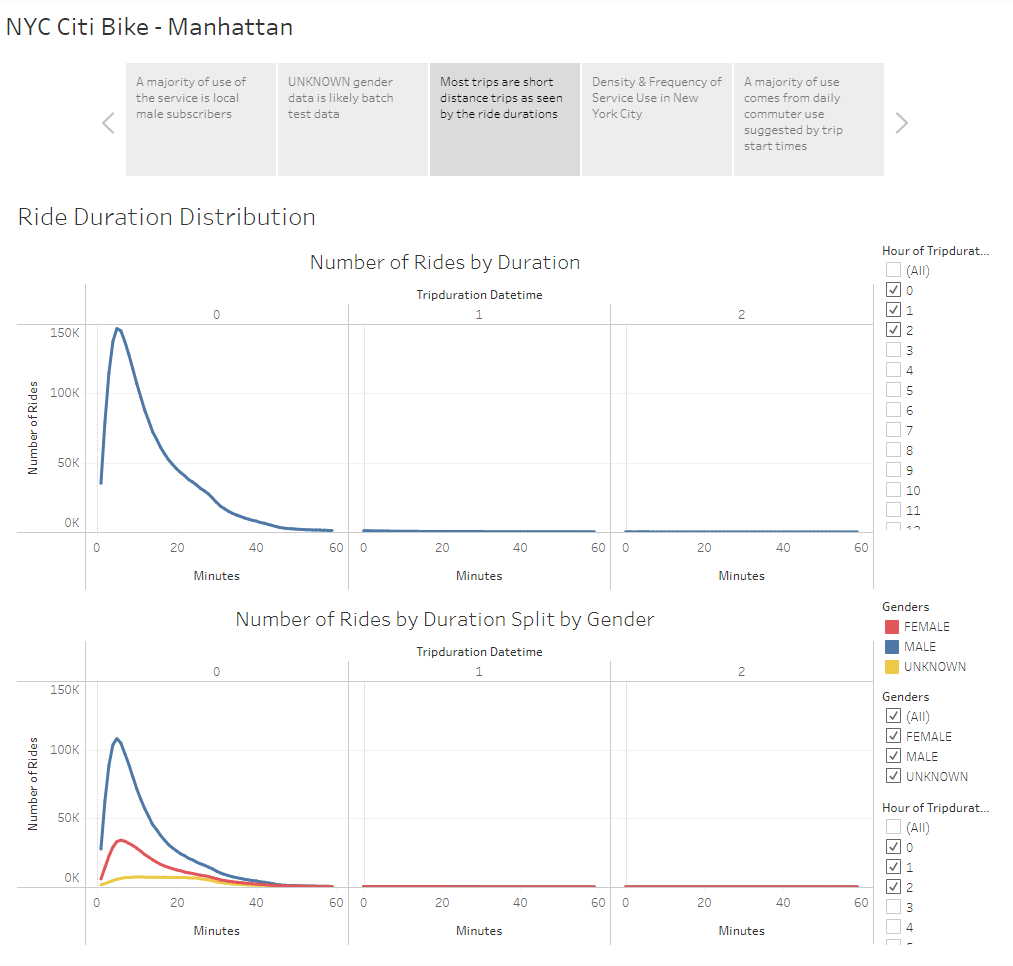 NYC Citi Bike - Manhattan
A majority of use of
the service is local
male subscribers
UNKNOWN gender
data is likely batch
test data
Most trips are short
distance trips as seen
by the ride durations
Density & Frequency of
Service Use in New
York City
A majority of use
comes from daily
commuter use
suggested by trip
start times
Ride Duration Distribution
Number of Rides by Duration
Tripduration Datetime
0 1 2
150K
100K
50K
0K
Number of Rides
0 20 40 60 0 20 40 60 0 20 40 60
Minutes Minutes Minutes
Hour of Tripdurat...
(All)
0
1
2
3
4
5
6
7
8
9
10
11
12
Number of Rides by Duration Split by Gender
Tripduration Datetime
0 1 2
150K
100K
50K
0K
Number of Rides
0 20 40 60 0 20 40 60 0 20 40 60
Minutes Minutes Minutes
Genders
FEMALE
MALE
UNKNOWN
Genders
(All)
FEMALE
MALE
UNKNOWN
Hour of Tripdurat...
(All)
0
1
2
3
4